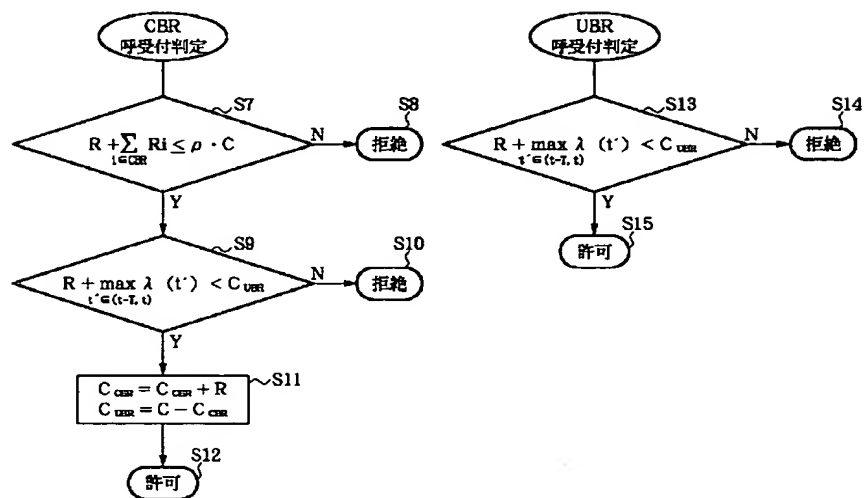 CBR
呼受付判定
S7
R + ∑ Ri ≤ ρ・C
i∈CBR
N
S8
拒絶
Y
S9
R + max λ (t´) < C_UBR
t´∈(t-T, t)
N
S10
拒絶
Y
S11
C_CBR = C_CBR + R
C_UBR = C − C_CBR
S12
許可
UBR
呼受付判定
S13
R + max λ (t´) < C_UBR
t´∈(t-T, t)
N
S14
拒絶
Y
S15
許可